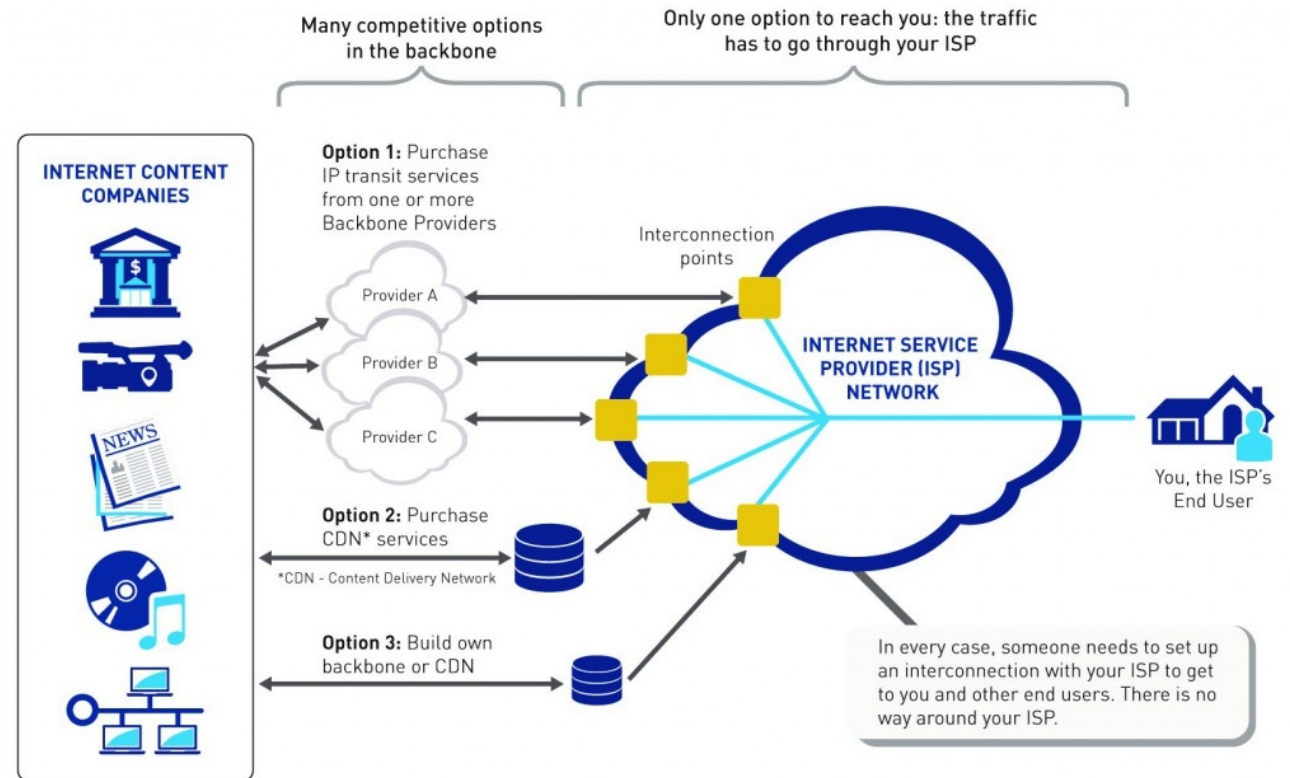 Many competitive options
in the backbone
Only one option to reach you: the traffic
has to go through your ISP
INTERNET CONTENT
COMPANIES
$
NEWS
Option 1: Purchase
IP transit services
from one or more
Backbone Providers
Provider A
Provider B
Provider C
Option 2: Purchase
CDN* services
*CDN - Content Delivery Network
Option 3: Build own
backbone or CDN
Interconnection
points
INTERNET SERVICE
PROVIDER (ISP)
NETWORK
You, the ISP's
End User
In every case, someone needs to set up
an interconnection with your ISP to get
to you and other end users. There is no
way around your ISP.